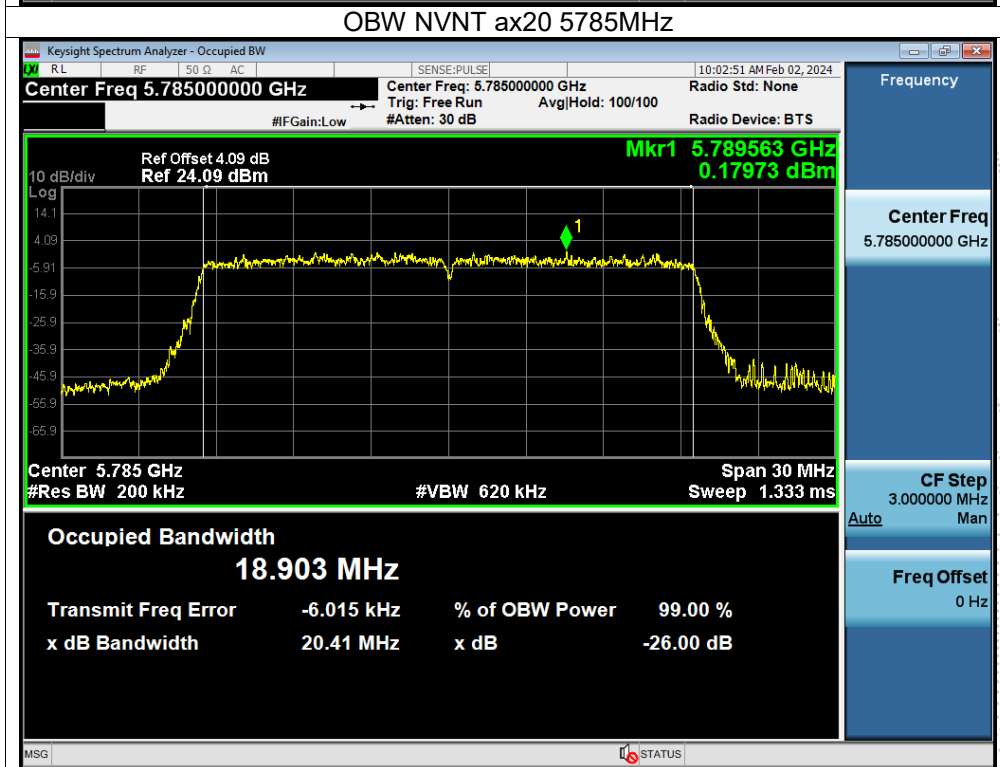 OBW NVNT ax20 5785MHz
Keysight Spectrum Analyzer - Occupied BW
LXI RL RF 50 Ω AC SENSE:PULSE 10:02:51 AM Feb 02, 2024
Center Freq 5.785000000 GHz
Center Freq: 5.785000000 GHz Radio Std: None
Trig: Free Run Avg|Hold: 100/100
#IFGain:Low #Atten: 30 dB Radio Device: BTS
Frequency
Mkr1 5.789563 GHz
0.17973 dBm
Ref Offset 4.09 dB
10 dB/div Ref 24.09 dBm
Log
14.1
4.09
-5.91
-15.9
-25.9
-35.9
-45.9
-55.9
-65.9
1
Center 5.785 GHz Span 30 MHz
#Res BW 200 kHz #VBW 620 kHz Sweep 1.333 ms
Center Freq
5.785000000 GHz
CF Step
3.000000 MHz
Auto Man
Freq Offset
0 Hz
Occupied Bandwidth
18.903 MHz
Transmit Freq Error -6.015 kHz % of OBW Power 99.00 %
x dB Bandwidth 20.41 MHz x dB -26.00 dB
MSG STATUS